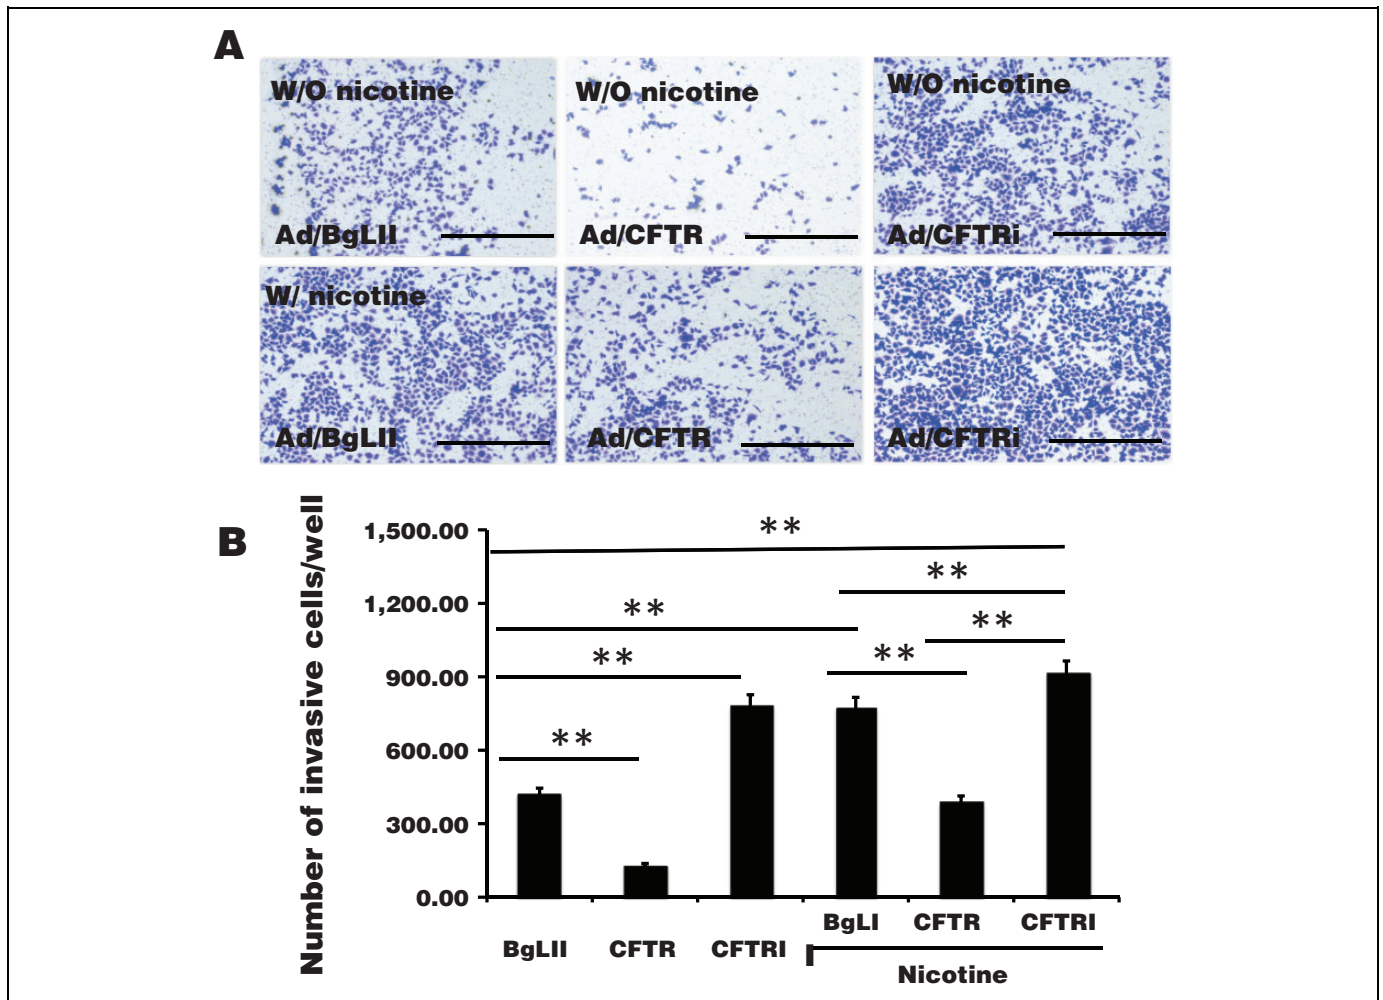 A
W/O nicotine
W/O nicotine
W/O nicotine
Ad/BgLII
Ad/CFTR
Ad/CFTRi
W/ nicotine
Ad/BgLII
Ad/CFTR
Ad/CFTRi
B
Number of invasive cells/well
1,500.00
1,200.00
900.00
600.00
300.00
0.00
**
**
**
**
**
**
**
BgLII
CFTR
CFTRI
BgLI
CFTR
CFTRI
Nicotine